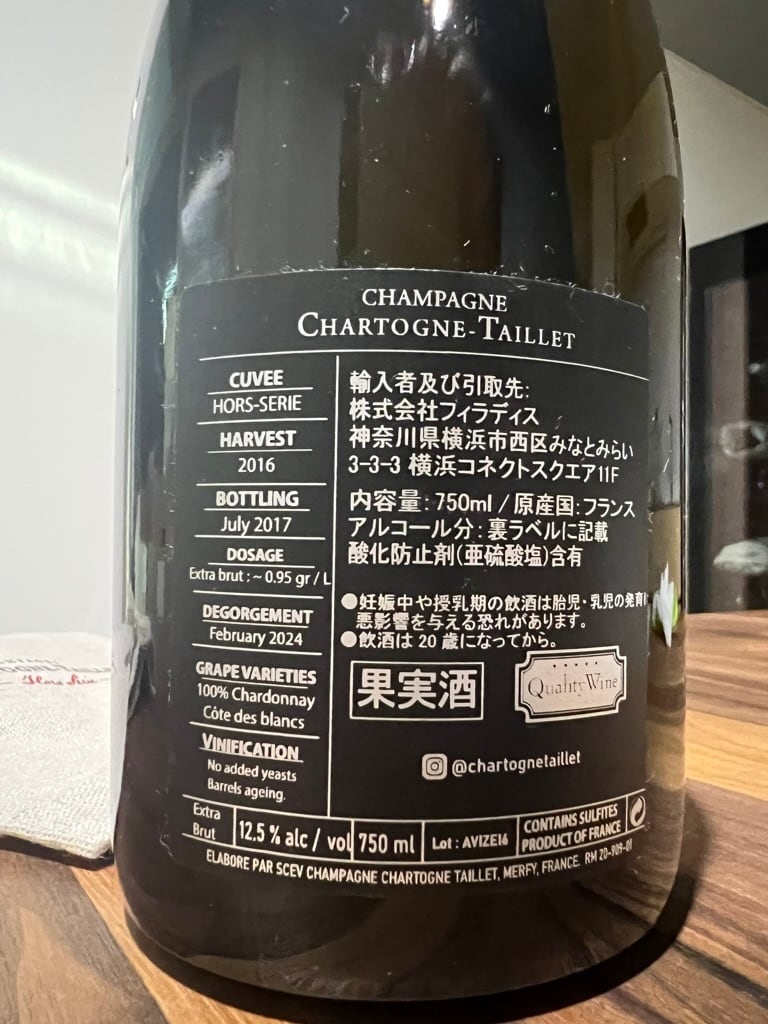 CHAMPAGNE
CHARTOGNE-TAILLET
CUVEE
HORS-SERIE
HARVEST
2016
BOTTLING
July 2017
DOSAGE
Extra brut : ~ 0.95 gr / L
DEGORGEMENT
February 2024
GRAPE VARIETIES
100% Chardonnay
Côte des blancs
VINIFICATION
No added yeasts
Barrels ageing.
輸入者及び引取先:
株式会社フィラディス
神奈川県横浜市西区みなとみらい
3-3-3 横浜コネクトスクエア11F
内容量: 750ml / 原産国: フランス
アルコール分: 裏ラベルに記載
酸化防止剤(亜硫酸塩)含有
●妊娠中や授乳期の飲酒は胎児・乳児の発育に
悪影響を与える恐れがあります。
●飲酒は 20 歳になってから。
果実酒
Quality Wine
@chartognetaillet
Extra
Brut
12.5 % alc / vol
750 ml
Lot : AVIZE16
CONTAINS SULFITES
PRODUCT OF FRANCE
ELABORE PAR SCEV CHAMPAGNE CHARTOGNE TAILLET, MERFY, FRANCE. RM 20-909-01